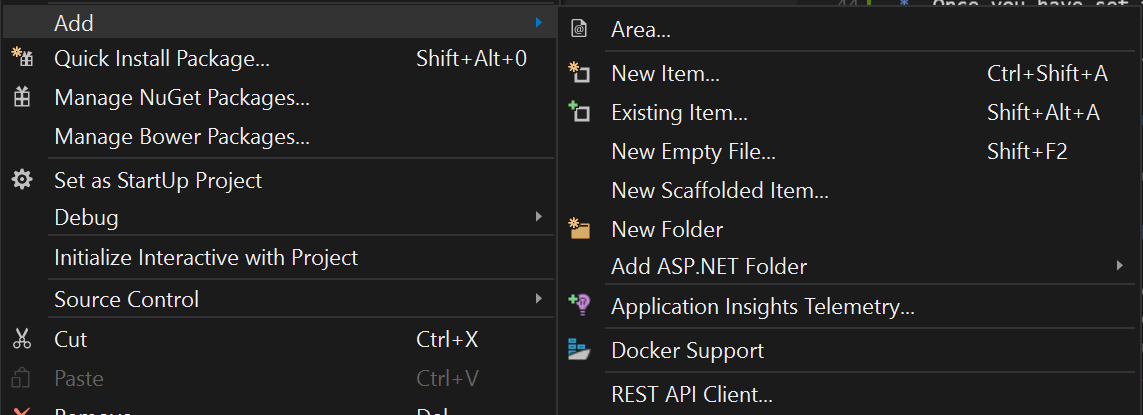 44 * Once you have set
Add
Quick Install Package... Shift+Alt+0
Manage NuGet Packages...
Manage Bower Packages...
Set as StartUp Project
Debug
Initialize Interactive with Project
Source Control
Cut Ctrl+X
Paste Ctrl+V
Remove Del
Area...
New Item... Ctrl+Shift+A
Existing Item... Shift+Alt+A
New Empty File... Shift+F2
New Scaffolded Item...
New Folder
Add ASP.NET Folder
Application Insights Telemetry...
Docker Support
REST API Client...